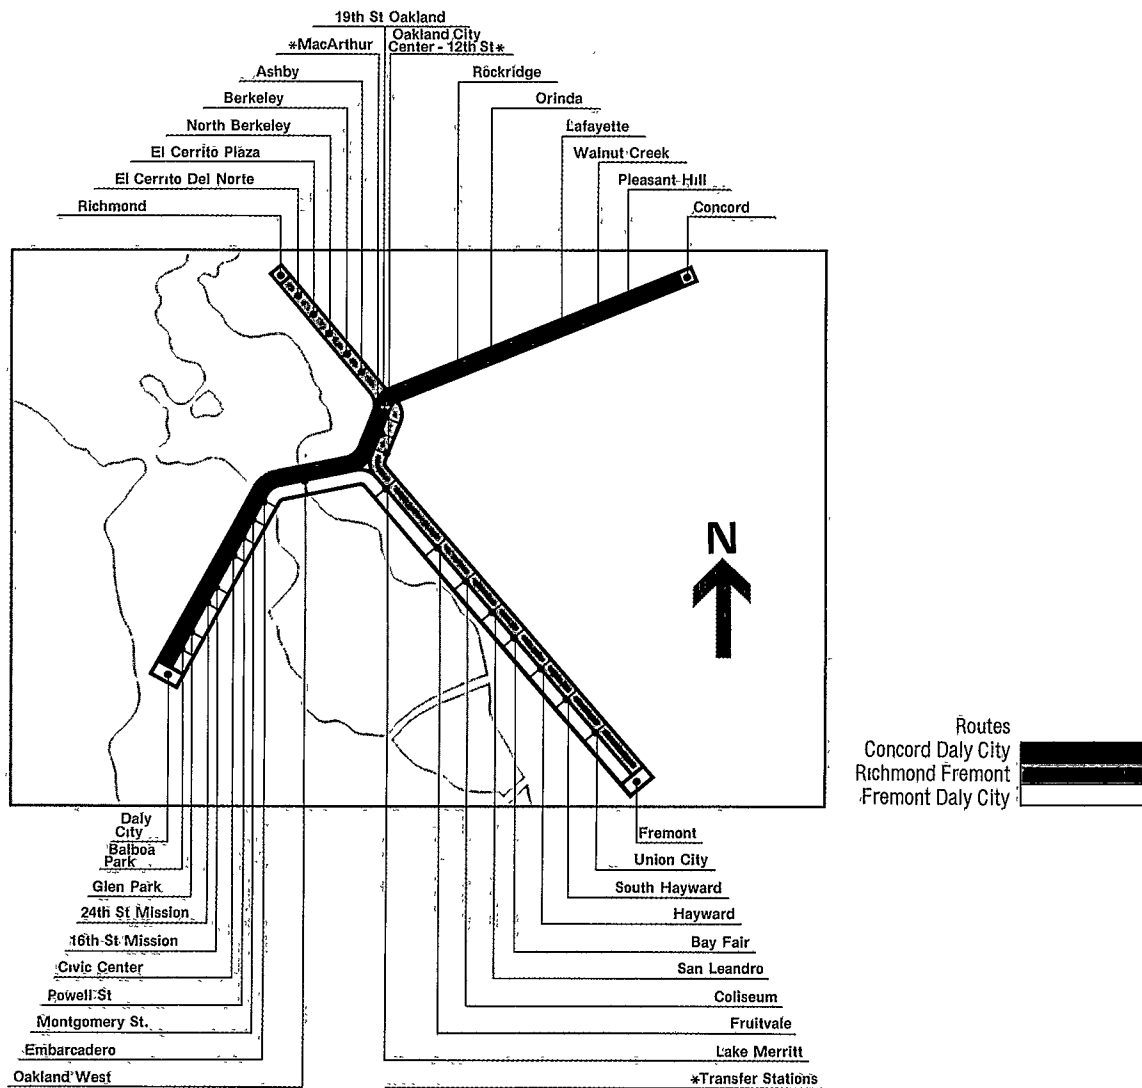 19th St Oakland
Oakland City
Center - 12th St*
*MacArthur
Ashby
Berkeley
North Berkeley
El Cerrito Plaza
El Cerrito Del Norte
Richmond
Rockridge
Orinda
Lafayette
Walnut Creek
Pleasant Hill
Concord
N
Routes
Concord Daly City
Richmond Fremont
Fremont Daly City
Daly
City
Balboa
Park
Glen Park
24th St Mission
16th St Mission
Civic Center
Powell St
Montgomery St.
Embarcadero
Oakland West
Fremont
Union City
South Hayward
Hayward
Bay Fair
San Leandro
Coliseum
Fruitvale
Lake Merritt
*Transfer Stations